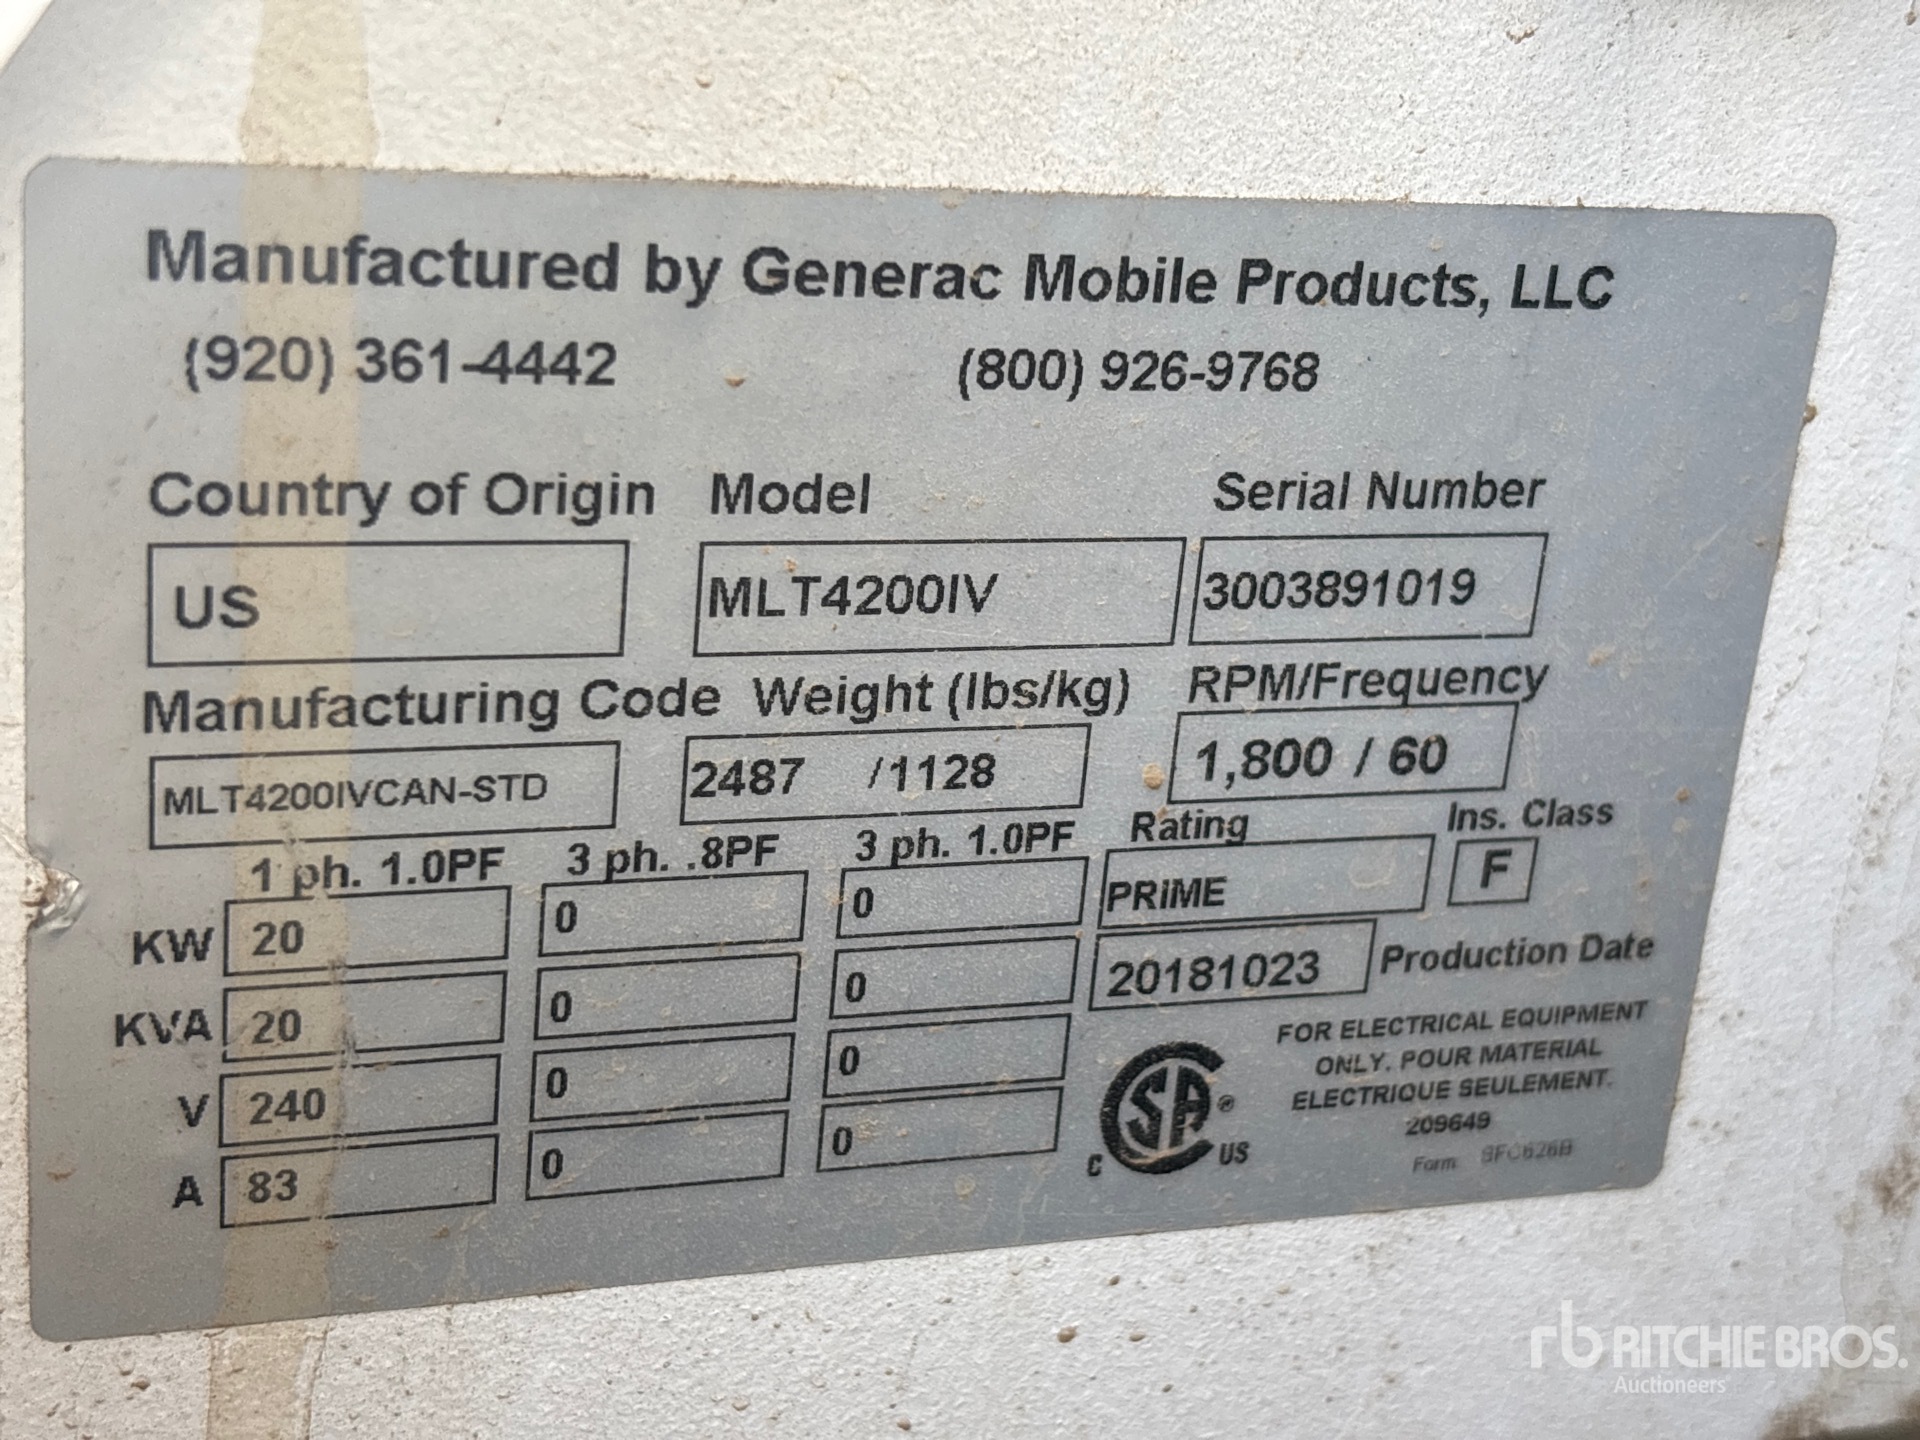 Manufactured by Generac Mobile Products, LLC
(920) 361-4442 (800) 926-9768
Country of Origin Model Serial Number
US MLT4200IV 3003891019
Manufacturing Code Weight (lbs/kg) RPM/Frequency
MLT4200IVCAN-STD 2487 /1128 1,800 / 60
1 ph. 1.0PF 3 ph. .8PF 3 ph. 1.0PF Rating Ins. Class
KW 20 0 0 PRIME F
KVA 20 0 0 20181023 Production Date
V 240 0 0
A 83 0 0
FOR ELECTRICAL EQUIPMENT
ONLY. POUR MATERIAL
ELECTRIQUE SEULEMENT.
209649
Form
C SA ® US
rb RITCHIE BROS.
Auctioneers